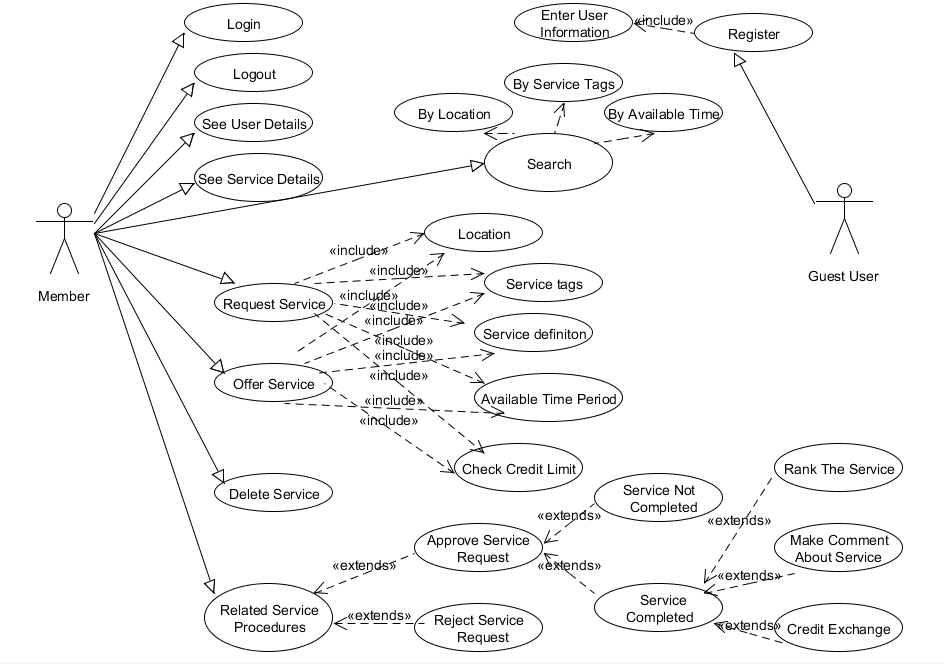 Login
Logout
See User Details
See Service Details
Member
Enter User
Information
«include»
Register
By Service Tags
By Location
By Available Time
Search
Guest User
Location
«include»
«include»
Service tags
Request Service
«include»
«include»
«include»
Service definiton
«include»
«include»
Offer Service
«include»
Available Time Period
«include»
«include»
Check Credit Limit
Delete Service
Rank The Service
Service Not
Completed
«extends»
«extends»
Approve Service
Request
Make Comment
About Service
«extends»
«extends»
«extends»
Related Service
Procedures
«extends»
Reject Service
Request
Service
Completed
«extends»
Credit Exchange